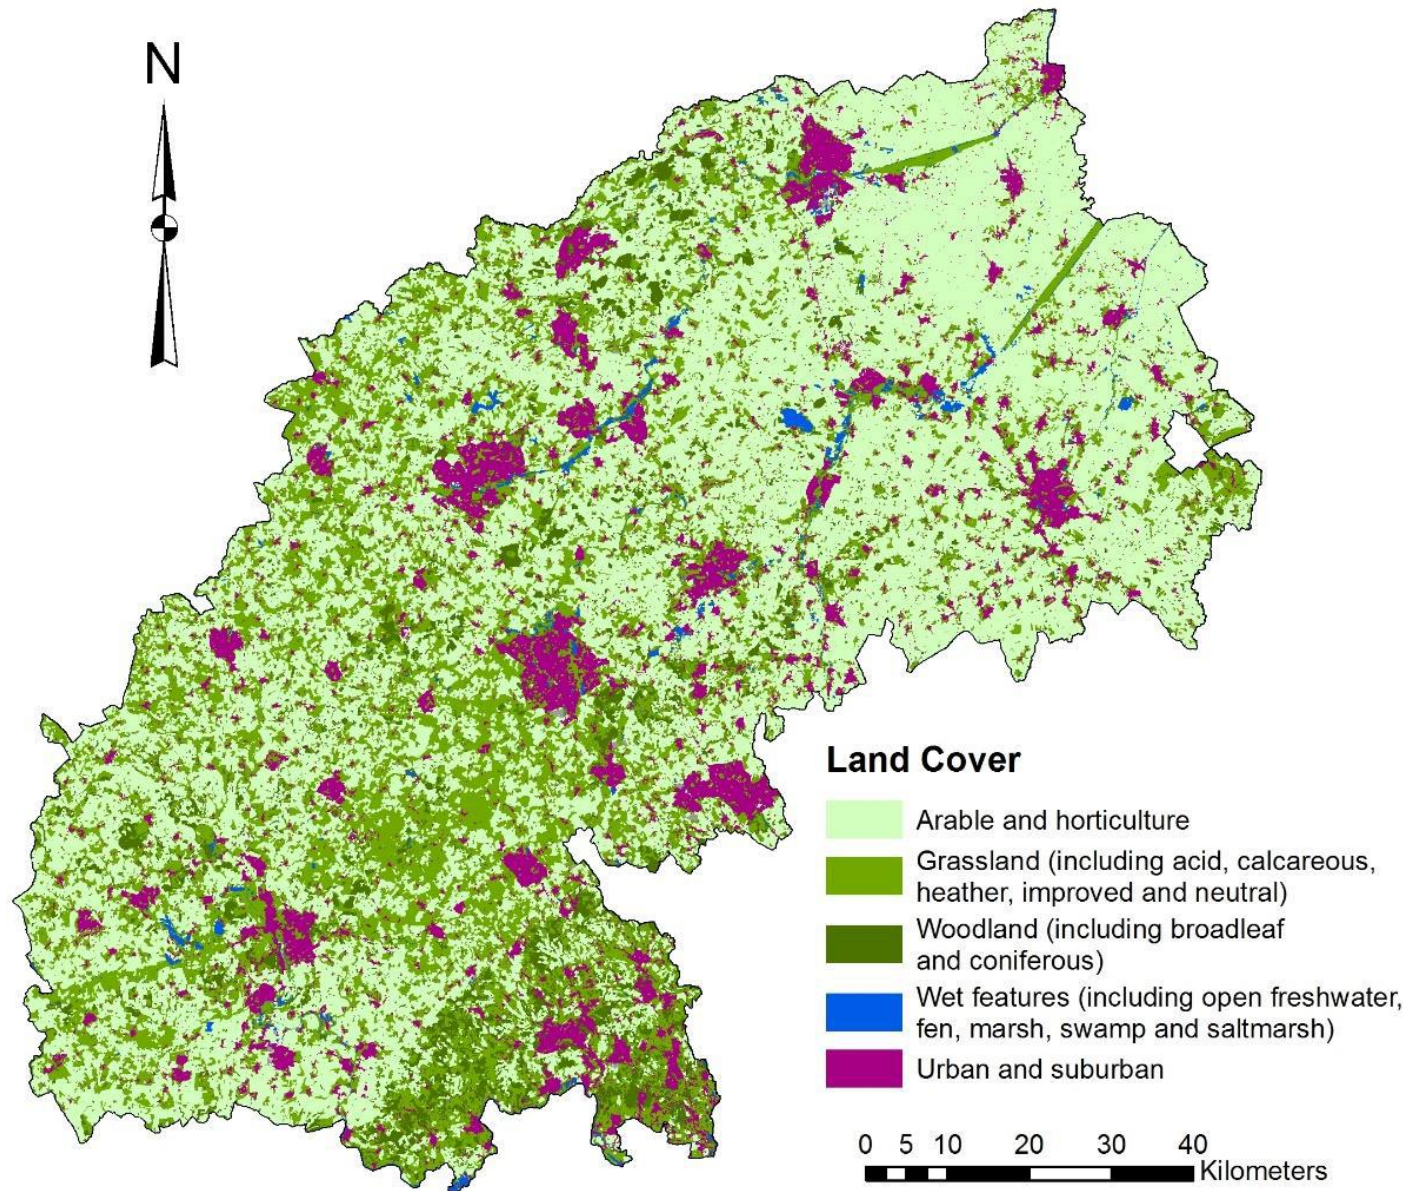 N
Land Cover
Arable and horticulture
Grassland (including acid, calcareous,
heather, improved and neutral)
Woodland (including broadleaf
and coniferous)
Wet features (including open freshwater,
fen, marsh, swamp and saltmarsh)
Urban and suburban
0 5 10 20 30 40
Kilometers